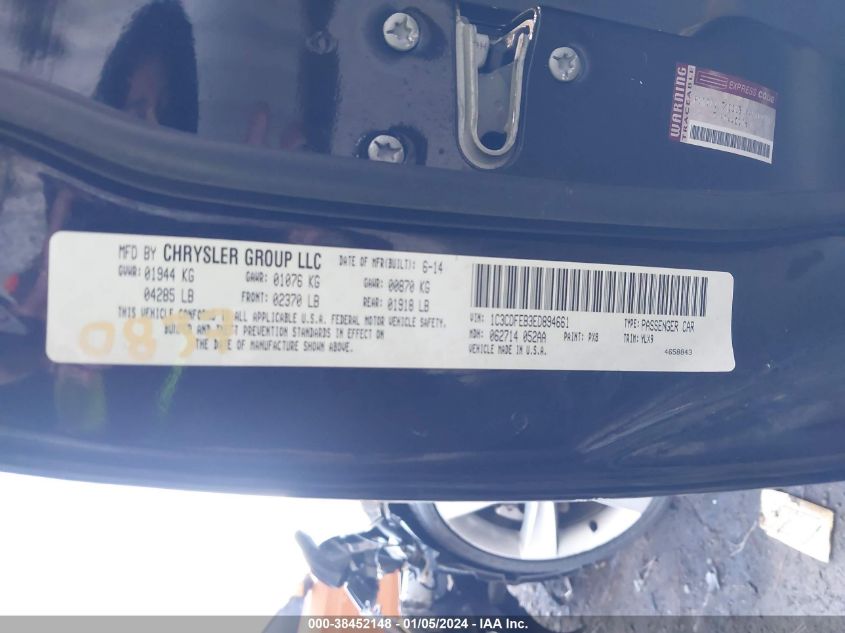 WARNING
TRACEABLE
EXPRESS CODE
MFD BY CHRYSLER GROUP LLC DATE OF MFR(BUILT): 6-14
GVWR: 01944 KG GAWR: 01076 KG GAWR: 00870 KG
04285 LB FRONT: 02370 LB REAR: 01918 LB
THIS VEHICLE CONFORMS TO ALL APPLICABLE U.S.A. FEDERAL MOTOR VEHICLE SAFETY,
BUMPER AND THEFT PREVENTION STANDARDS IN EFFECT ON
THE DATE OF MANUFACTURE SHOWN ABOVE.
0837
VIN: 1C3CDFEB3ED894661 TYPE: PASSENGER CAR
MDH: 062714 052AA PAINT: PX8 TRIM: YLX9
VEHICLE MADE IN U.S.A. 4658843
000-38452148 - 01/05/2024 - IAA Inc.